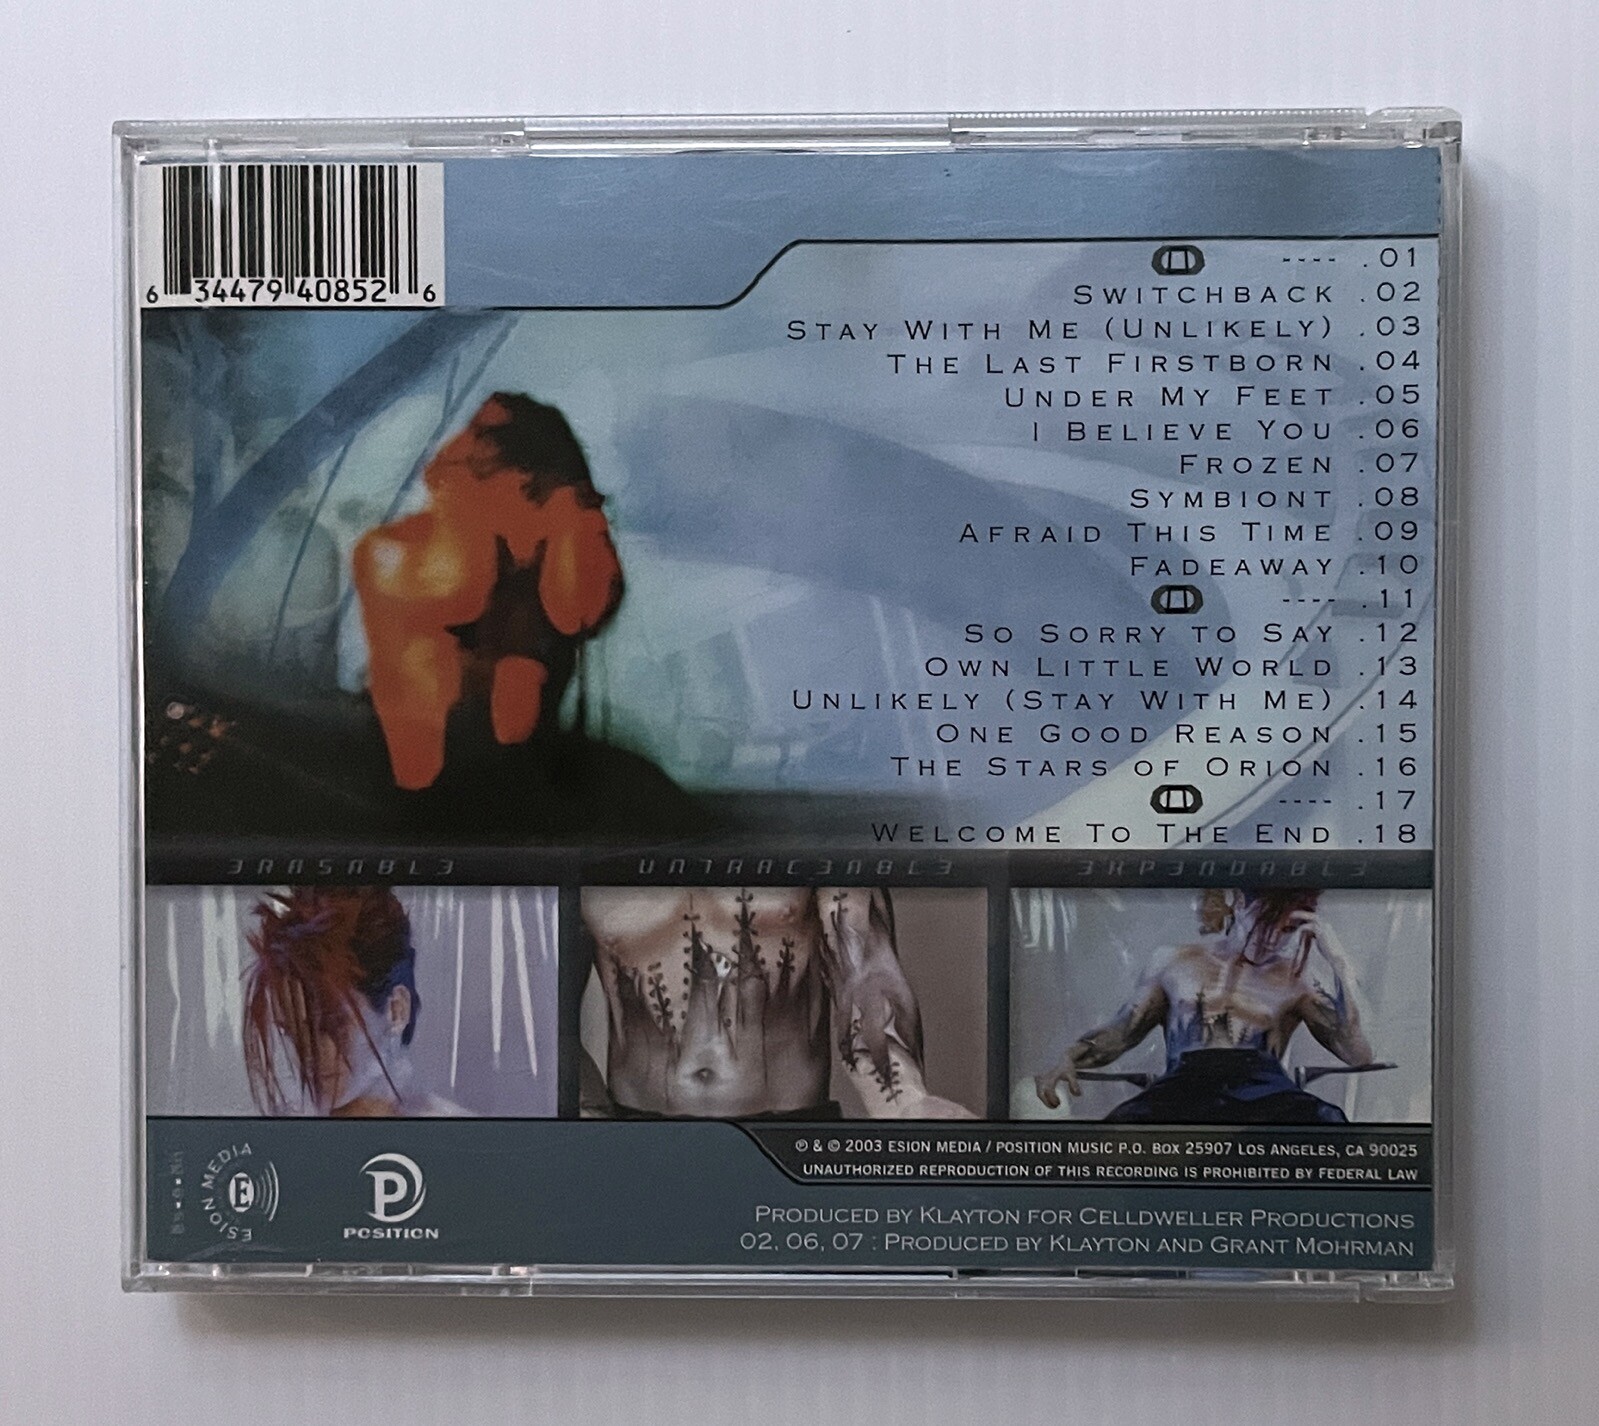 6 34479 40852 6
---- .01
SWITCHBACK .02
STAY WITH ME (UNLIKELY) .03
THE LAST FIRSTBORN .04
UNDER MY FEET .05
I BELIEVE YOU .06
FROZEN .07
SYMBIONT .08
AFRAID THIS TIME .09
FADEAWAY .10
---- .11
SO SORRY TO SAY .12
OWN LITTLE WORLD .13
UNLIKELY (STAY WITH ME) .14
ONE GOOD REASON .15
THE STARS OF ORION .16
---- .17
WELCOME TO THE END .18
ERASABLE UNTRACEABLE EXPENDABLE
℗ & © 2003 ESION MEDIA / POSITION MUSIC P.O. BOX 25907 LOS ANGELES, CA 90025
UNAUTHORIZED REPRODUCTION OF THIS RECORDING IS PROHIBITED BY FEDERAL LAW
ESION MEDIA
E
P
POSITION
PRODUCED BY KLAYTON FOR CELLDWELLER PRODUCTIONS
02, 06, 07 : PRODUCED BY KLAYTON AND GRANT MOHRMAN